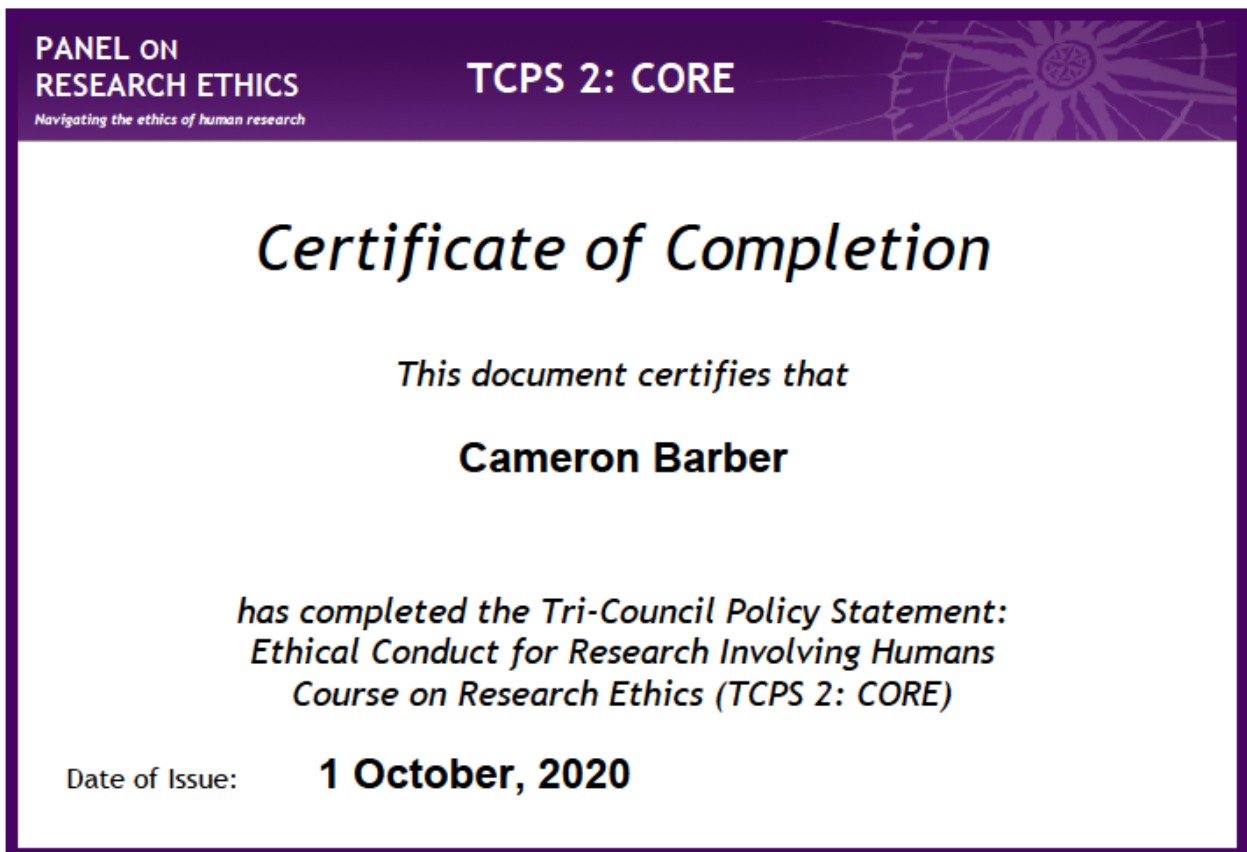 PANEL ON
RESEARCH ETHICS
Navigating the ethics of human research
TCPS 2: CORE
Certificate of Completion
This document certifies that
Cameron Barber
has completed the Tri-Council Policy Statement:
Ethical Conduct for Research Involving Humans
Course on Research Ethics (TCPS 2: CORE)
Date of Issue: 1 October, 2020